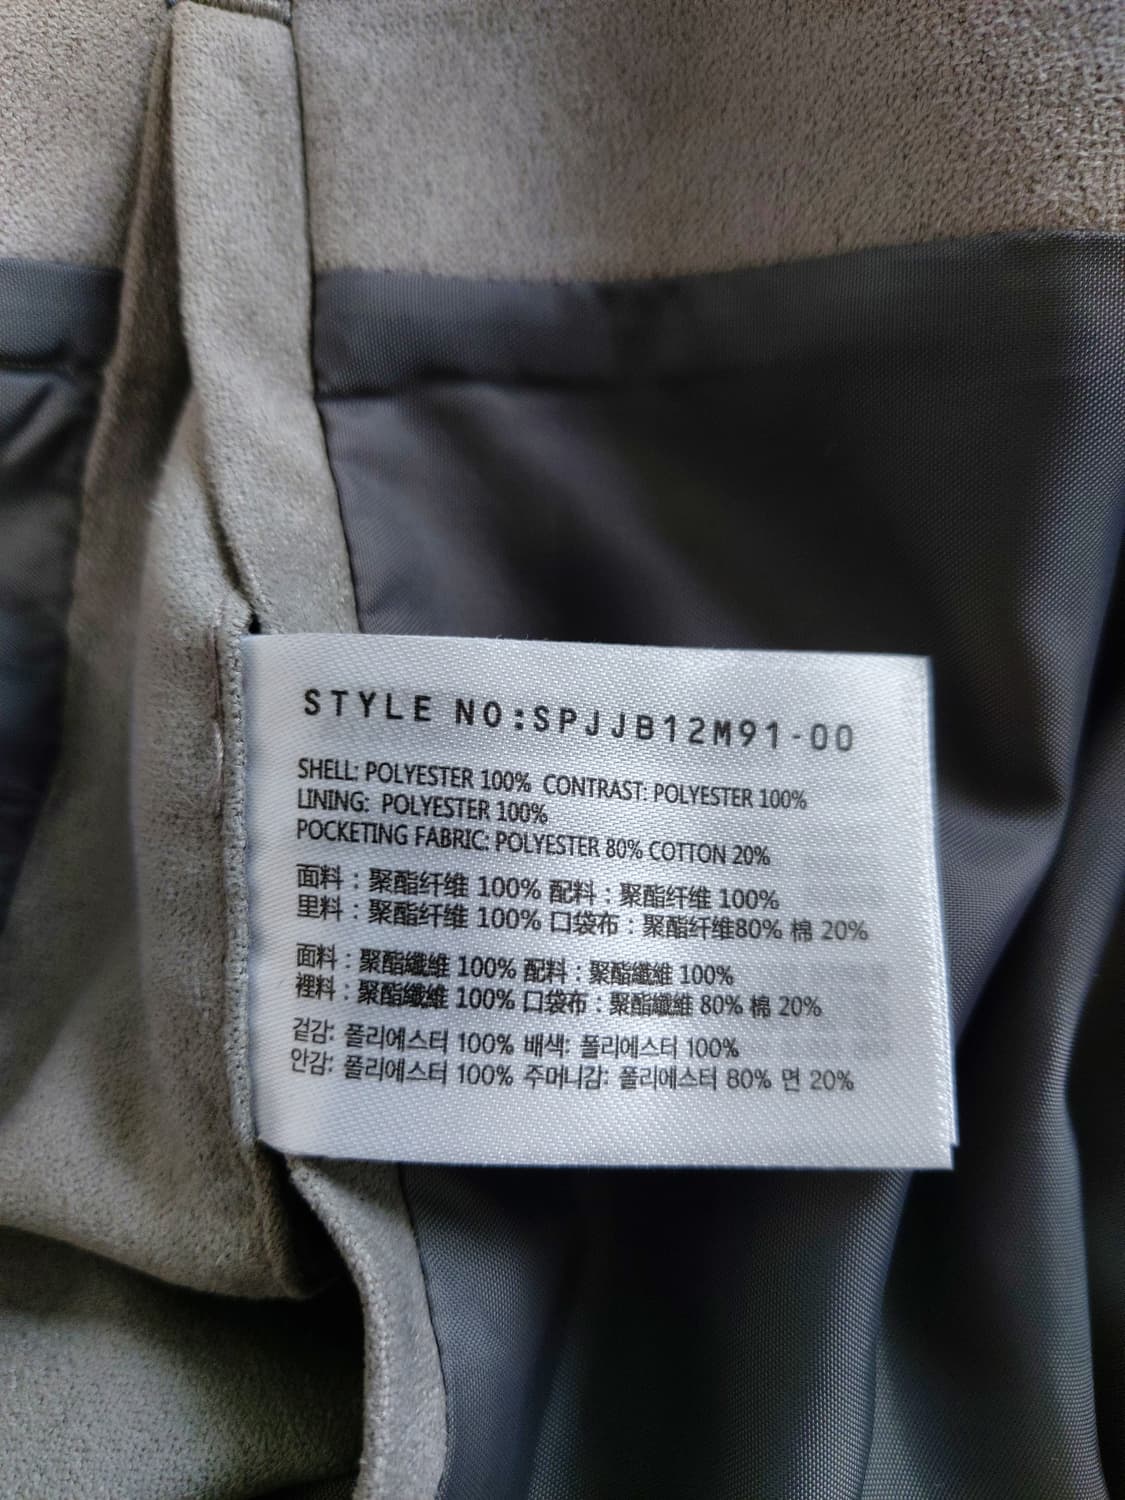 STYLE NO:SPJJB12M91-00
SHELL: POLYESTER 100% CONTRAST: POLYESTER 100%
LINING: POLYESTER 100%
POCKETING FABRIC: POLYESTER 80% COTTON 20%
面料：聚酯纤维 100% 配料：聚酯纤维 100%
里料：聚酯纤维 100% 口袋布：聚酯纤维80% 棉 20%
面料：聚酯纖維 100% 配料：聚酯纖維 100%
裡料：聚酯纖維 100% 口袋布：聚酯纖維 80% 棉 20%
겉감: 폴리에스터 100% 배색: 폴리에스터 100%
안감: 폴리에스터 100% 주머니감: 폴리에스터 80% 면 20%